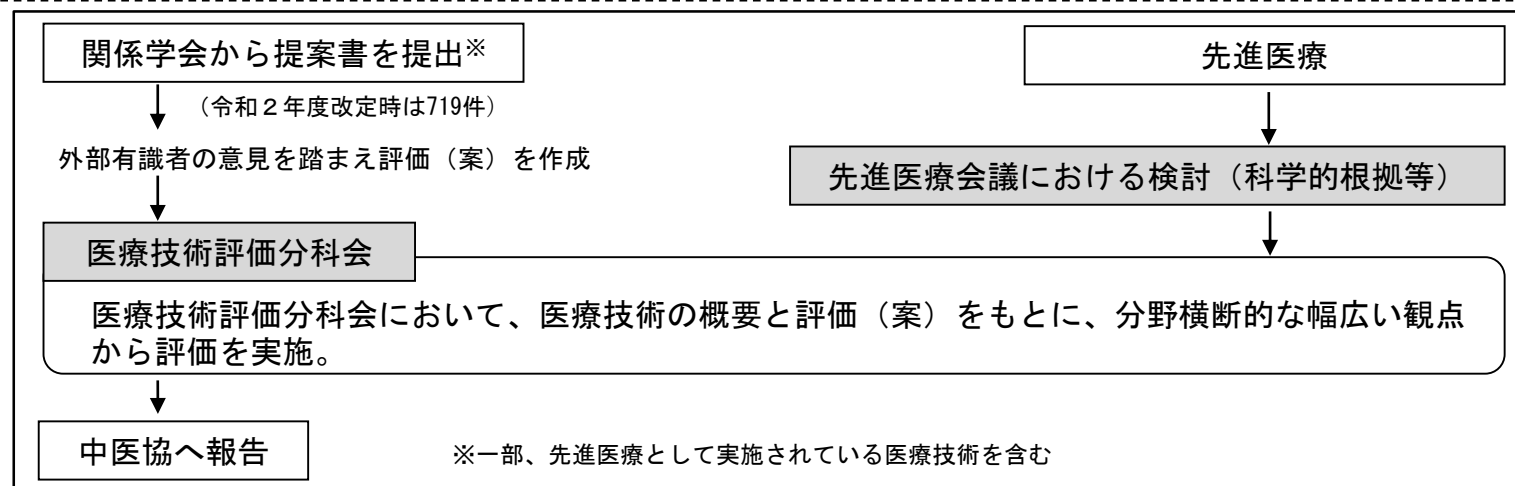 関係学会から提案書を提出※
(令和２年度改定時は719件)
外部有識者の意見を踏まえ評価（案）を作成
先進医療
先進医療会議における検討（科学的根拠等）
医療技術評価分科会
医療技術評価分科会において、医療技術の概要と評価（案）をもとに、分野横断的な幅広い観点
から評価を実施。
中医協へ報告
※一部、先進医療として実施されている医療技術を含む